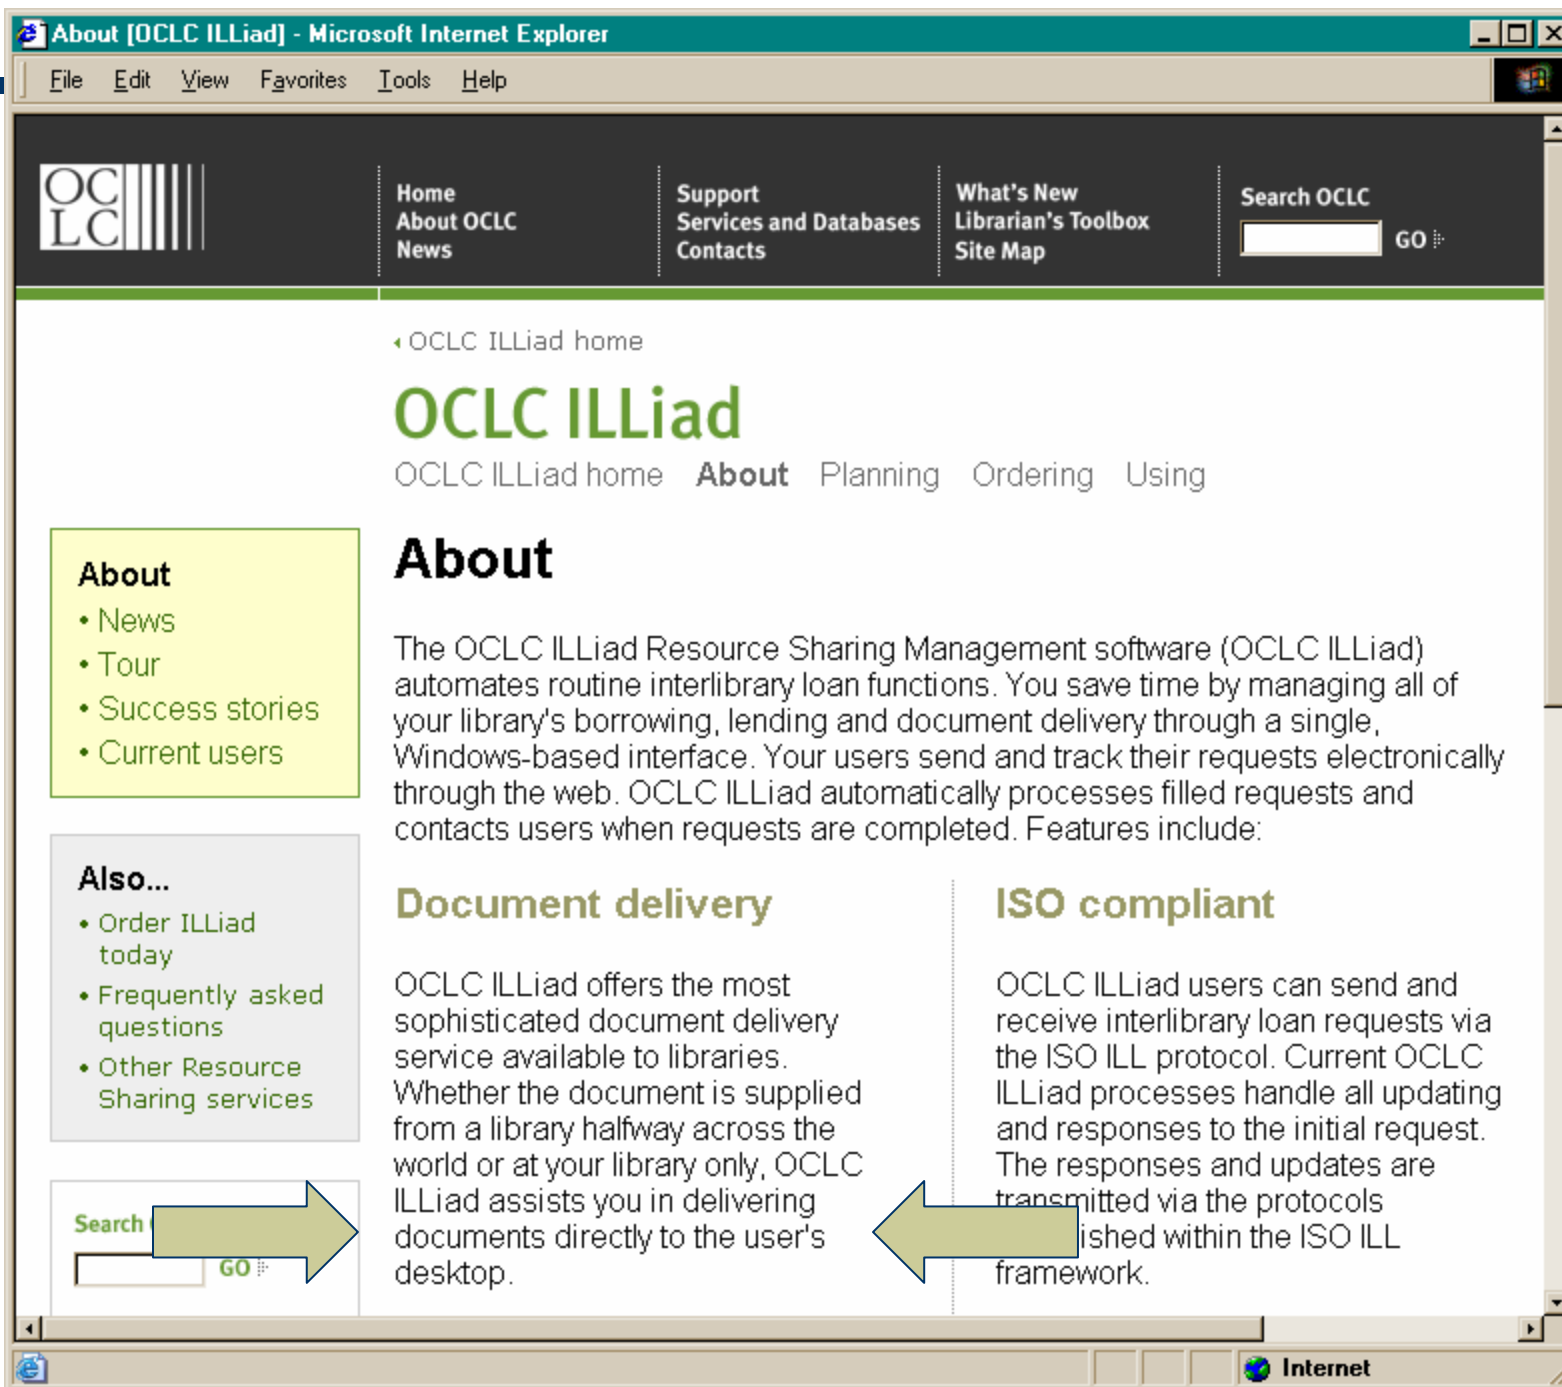 About [OCLC ILLiad] - Microsoft Internet Explorer
File Edit View Favorites Tools Help
OC
LC
Home
About OCLC
News
Support
Services and Databases
Contacts
What's New
Librarian's Toolbox
Site Map
Search OCLC
GO
OCLC ILLiad home
OCLC ILLiad
OCLC ILLiad home About Planning Ordering Using
About
• News
• Tour
• Success stories
• Current users
Also...
• Order ILLiad
today
• Frequently asked
questions
• Other Resource
Sharing services
Search
GO
About
The OCLC ILLiad Resource Sharing Management software (OCLC ILLiad)
automates routine interlibrary loan functions. You save time by managing all of
your library's borrowing, lending and document delivery through a single,
Windows-based interface. Your users send and track their requests electronically
through the web. OCLC ILLiad automatically processes filled requests and
contacts users when requests are completed. Features include:
Document delivery
OCLC ILLiad offers the most
sophisticated document delivery
service available to libraries.
Whether the document is supplied
from a library halfway across the
world or at your library only, OCLC
ILLiad assists you in delivering
documents directly to the user's
desktop.
ISO compliant
OCLC ILLiad users can send and
receive interlibrary loan requests via
the ISO ILL protocol. Current OCLC
ILLiad processes handle all updating
and responses to the initial request.
The responses and updates are
transmitted via the protocols
within the ISO ILL
framework.
Internet